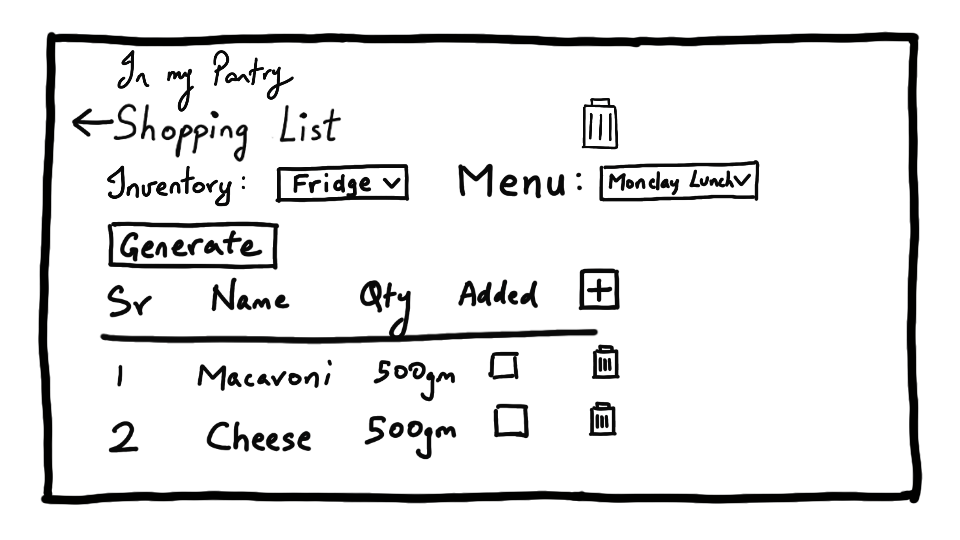 In my Pantry
Shopping List
Inventory: Fridge Menu: Monday Lunch
Generate
Sr Name Qty Added
1 Macaroni 500gm
2 Cheese 500gm